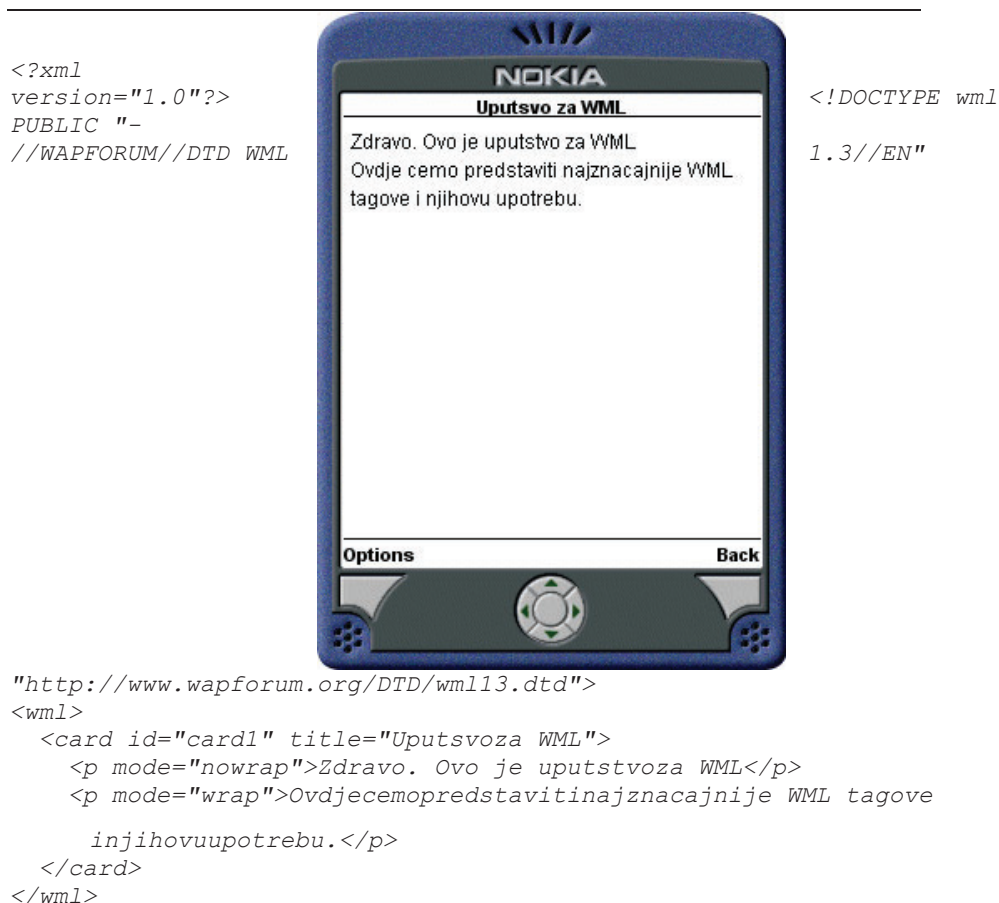 <?xml
version="1.0"?> <!DOCTYPE wml
PUBLIC "-
//WAPFORUM//DTD WML 1.3//EN"
NOKIA
Uputsvo za WML
Zdravo. Ovo je uputstvo za WML
Ovdje cemo predstaviti najznacajnije WML
tagove i njihovu upotrebu.
Options Back
"http://www.wapforum.org/DTD/wml13.dtd">
<wml>
<card id="card1" title="Uputsvoza WML">
<p mode="nowrap">Zdravo. Ovo je uputstvoza WML</p>
<p mode="wrap">Ovdjecemopredstavitinajznacajnije WML tagove
injihovuupotrebu.</p>
</card>
</wml>